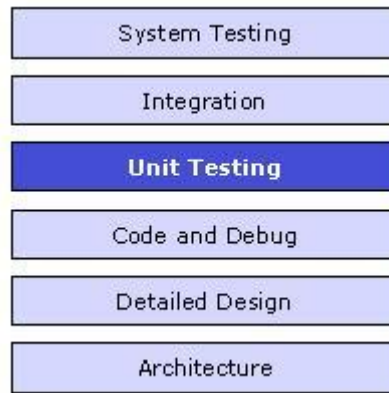 System Testing
Integration
Unit Testing
Code and Debug
Detailed Design
Architecture